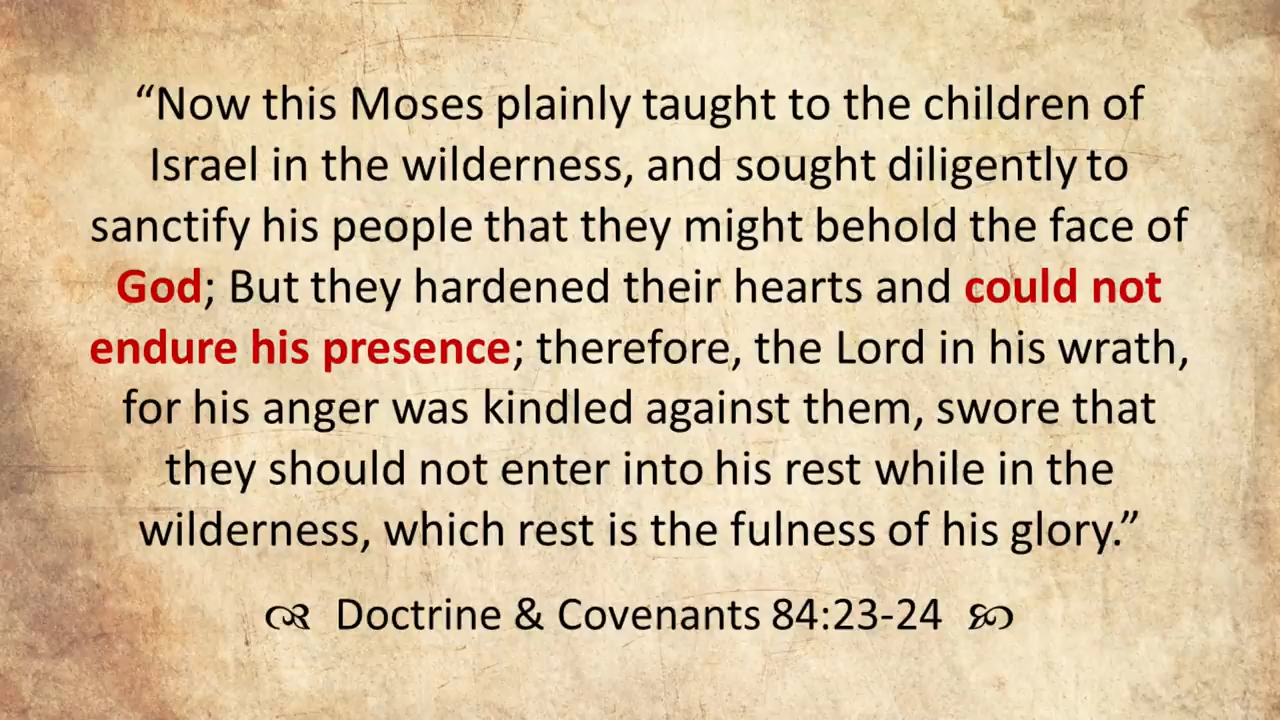 “Now this Moses plainly taught to the children of
Israel in the wilderness, and sought diligently to
sanctify his people that they might behold the face of
God; But they hardened their hearts and could not
endure his presence; therefore, the Lord in his wrath,
for his anger was kindled against them, swore that
they should not enter into his rest while in the
wilderness, which rest is the fulness of his glory.”
Doctrine & Covenants 84:23-24